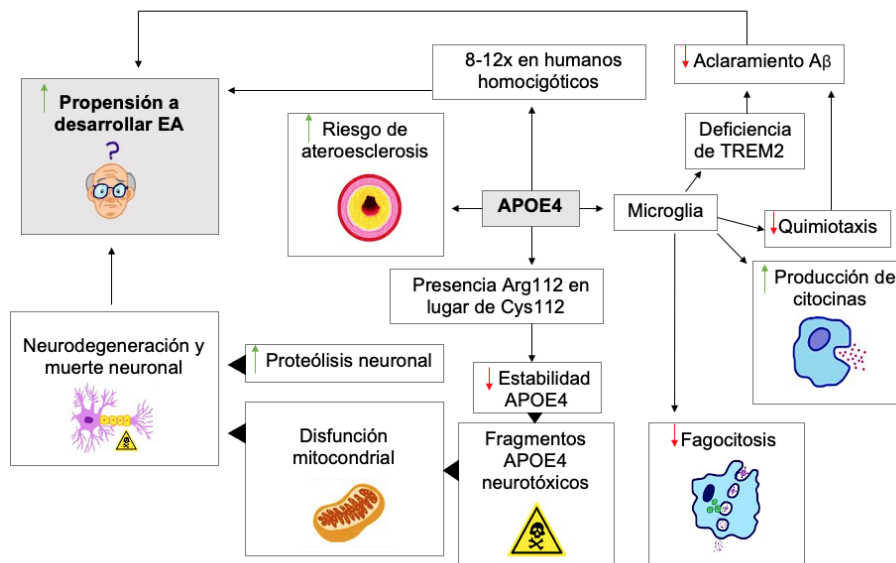 8-12x en humanos
homocigóticos
Aclaramiento Aβ
Propensión a
desarrollar EA
?
Riesgo de
ateroesclerosis
Deficiencia
de TREM2
APOE4
Microglia
Quimiotaxis
Presencia Arg112 en
lugar de Cys112
Producción de
citocinas
Neurodegeneración y
muerte neuronal
Proteólisis neuronal
Estabilidad
APOE4
Disfunción
mitocondrial
Fragmentos
APOE4
neurotóxicos
Fagocitosis